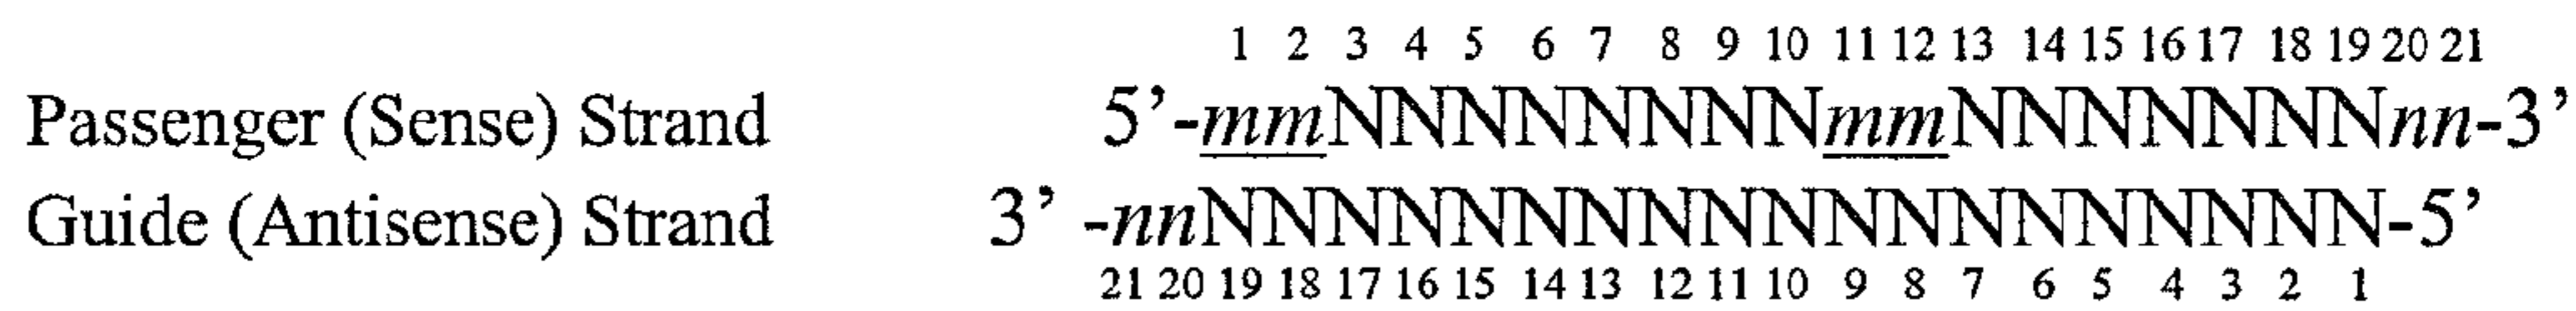 1 2 3 4 5 6 7 8 9 10 11 12 13 14 15 16 17 18 19 20 21
Passenger (Sense) Strand 5’-mmNNNNNNNNmmNNNNNNNnn-3’
Guide (Antisense) Strand 3’ -nnNNNNNNNNNNNNNNNNNNN-5’
21 20 19 18 17 16 15 14 13 12 11 10 9 8 7 6 5 4 3 2 1